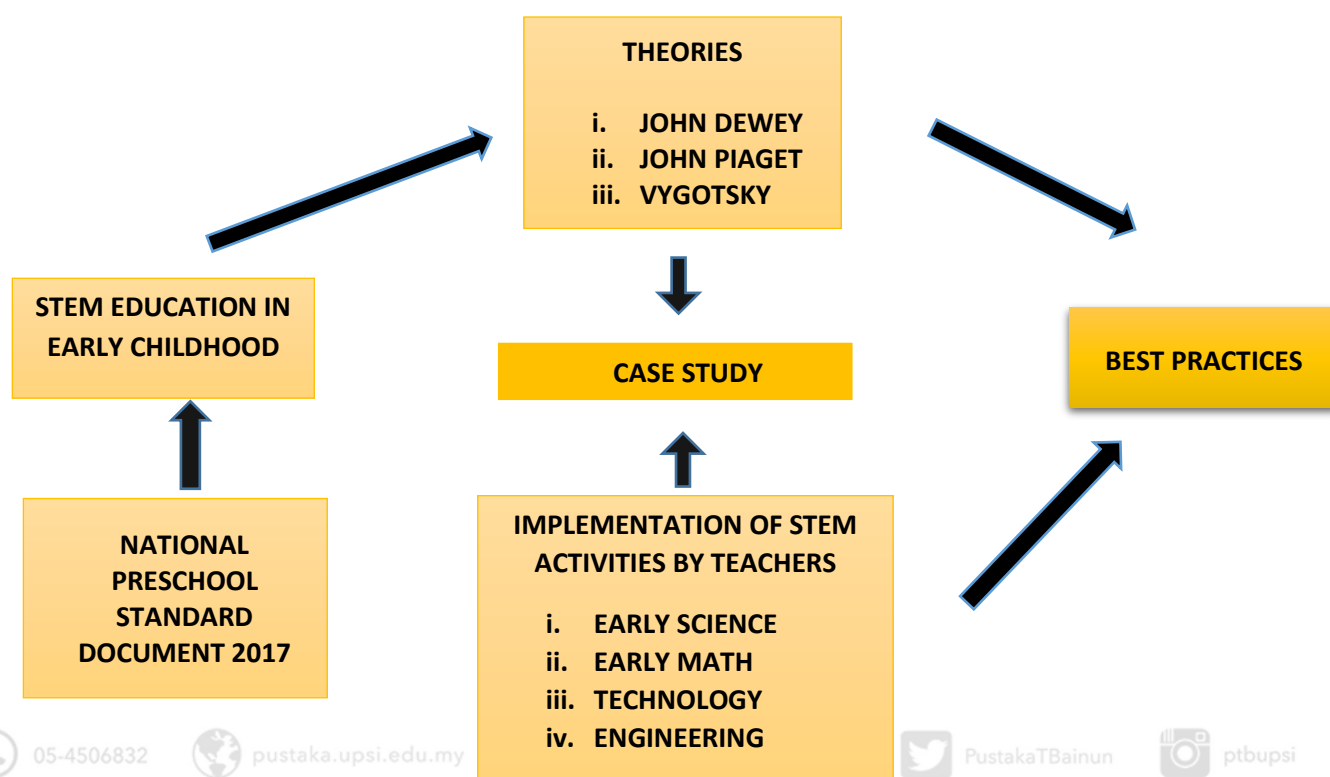 THEORIES
i. JOHN DEWEY
ii. JOHN PIAGET
iii. VYGOTSKY
STEM EDUCATION IN
EARLY CHILDHOOD
CASE STUDY
BEST PRACTICES
NATIONAL
PRESCHOOL
STANDARD
DOCUMENT 2017
IMPLEMENTATION OF STEM
ACTIVITIES BY TEACHERS
i. EARLY SCIENCE
ii. EARLY MATH
iii. TECHNOLOGY
iv. ENGINEERING
05-4506832 pustaka.upsi.edu.my PustakaTBainun ptbupsi